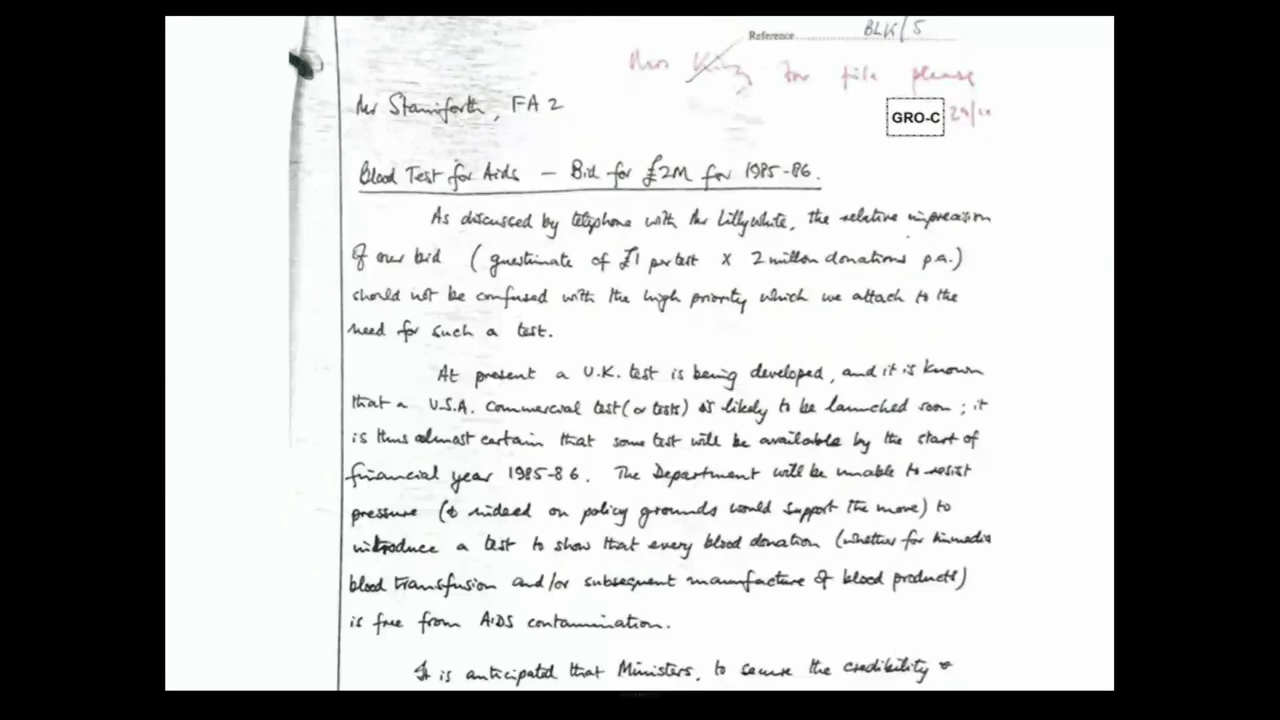 Reference ........ BLK/5
Mrs King for file please
GRO-C
Mr Staniforth, FA 2
Blood Test for Aids — Bid for £2M for 1985-86.
As discussed by telephone with Mr Lillywhite, the relative imprecision
of our bid (guestimate of £1 per test x 2 million donations p.a.)
should not be confused with the high priority which we attach to the
need for such a test.
At present a U.K. test is being developed, and it is known
that a U.S.A. commercial test (or tests) is likely to be launched soon; it
is thus almost certain that some test will be available by the start of
financial year 1985-86. The Department will be unable to resist
pressure (& indeed on policy grounds would support the move) to
introduce a test to show that every blood donation (whether for immedia
blood transfusion and/or subsequent manufacture of blood products)
is free from AIDS contamination.
It is anticipated that Ministers, to secure the credibility &